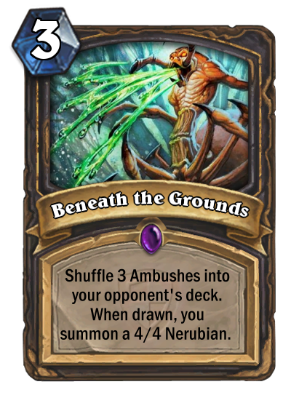 3
Beneath the Grounds
Shuffle 3 Ambushes into
your opponent's deck.
When drawn, you
summon a 4/4 Nerubian.